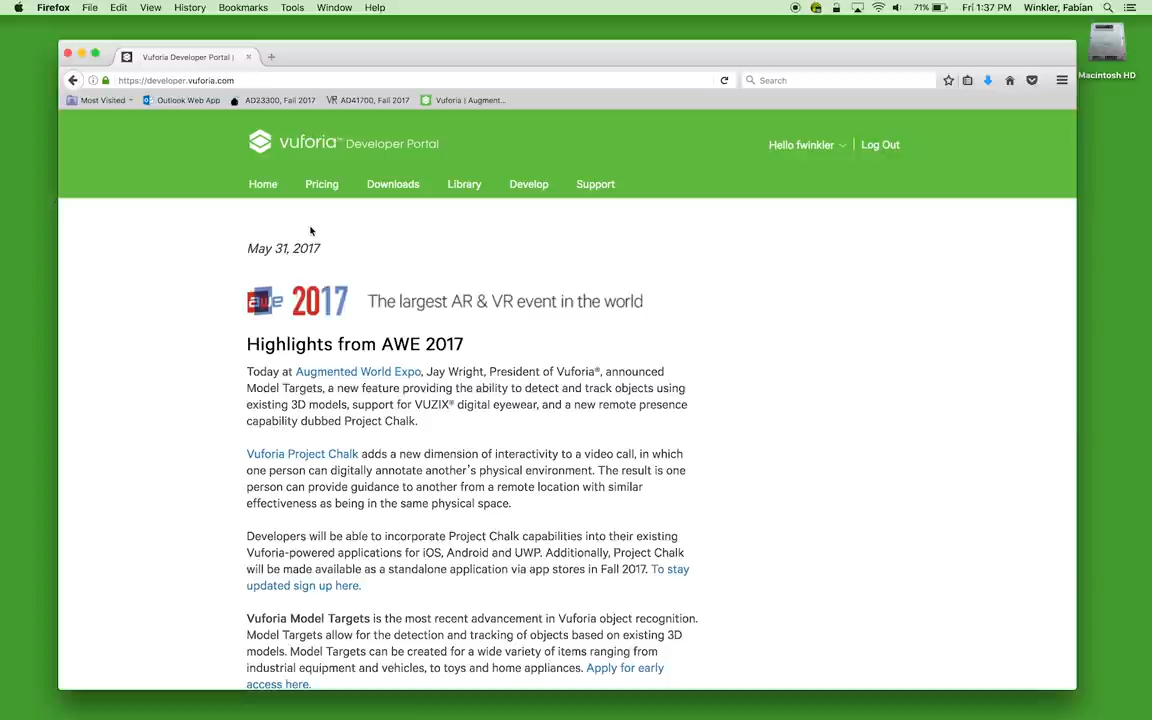 Firefox File Edit View History Bookmarks Tools Window Help 71% Fri 1:37 PM Winkler, Fabian
Vuforia Developer Portal |
https://developer.vuforia.com Search
Most Visited Outlook Web App AD23300, Fall 2017 VR AD41700, Fall 2017 Vuforia | Augment...
Macintosh HD
vuforia™ Developer Portal
Hello fwinkler | Log Out
Home Pricing Downloads Library Develop Support
May 31, 2017
awe 2017 The largest AR & VR event in the world
Highlights from AWE 2017
Today at Augmented World Expo, Jay Wright, President of Vuforia®, announced
Model Targets, a new feature providing the ability to detect and track objects using
existing 3D models, support for VUZIX® digital eyewear, and a new remote presence
capability dubbed Project Chalk.
Vuforia Project Chalk adds a new dimension of interactivity to a video call, in which
one person can digitally annotate another's physical environment. The result is one
person can provide guidance to another from a remote location with similar
effectiveness as being in the same physical space.
Developers will be able to incorporate Project Chalk capabilities into their existing
Vuforia-powered applications for iOS, Android and UWP. Additionally, Project Chalk
will be made available as a standalone application via app stores in Fall 2017. To stay
updated sign up here.
Vuforia Model Targets is the most recent advancement in Vuforia object recognition.
Model Targets allow for the detection and tracking of objects based on existing 3D
models. Model Targets can be created for a wide variety of items ranging from
industrial equipment and vehicles, to toys and home appliances. Apply for early
access here.